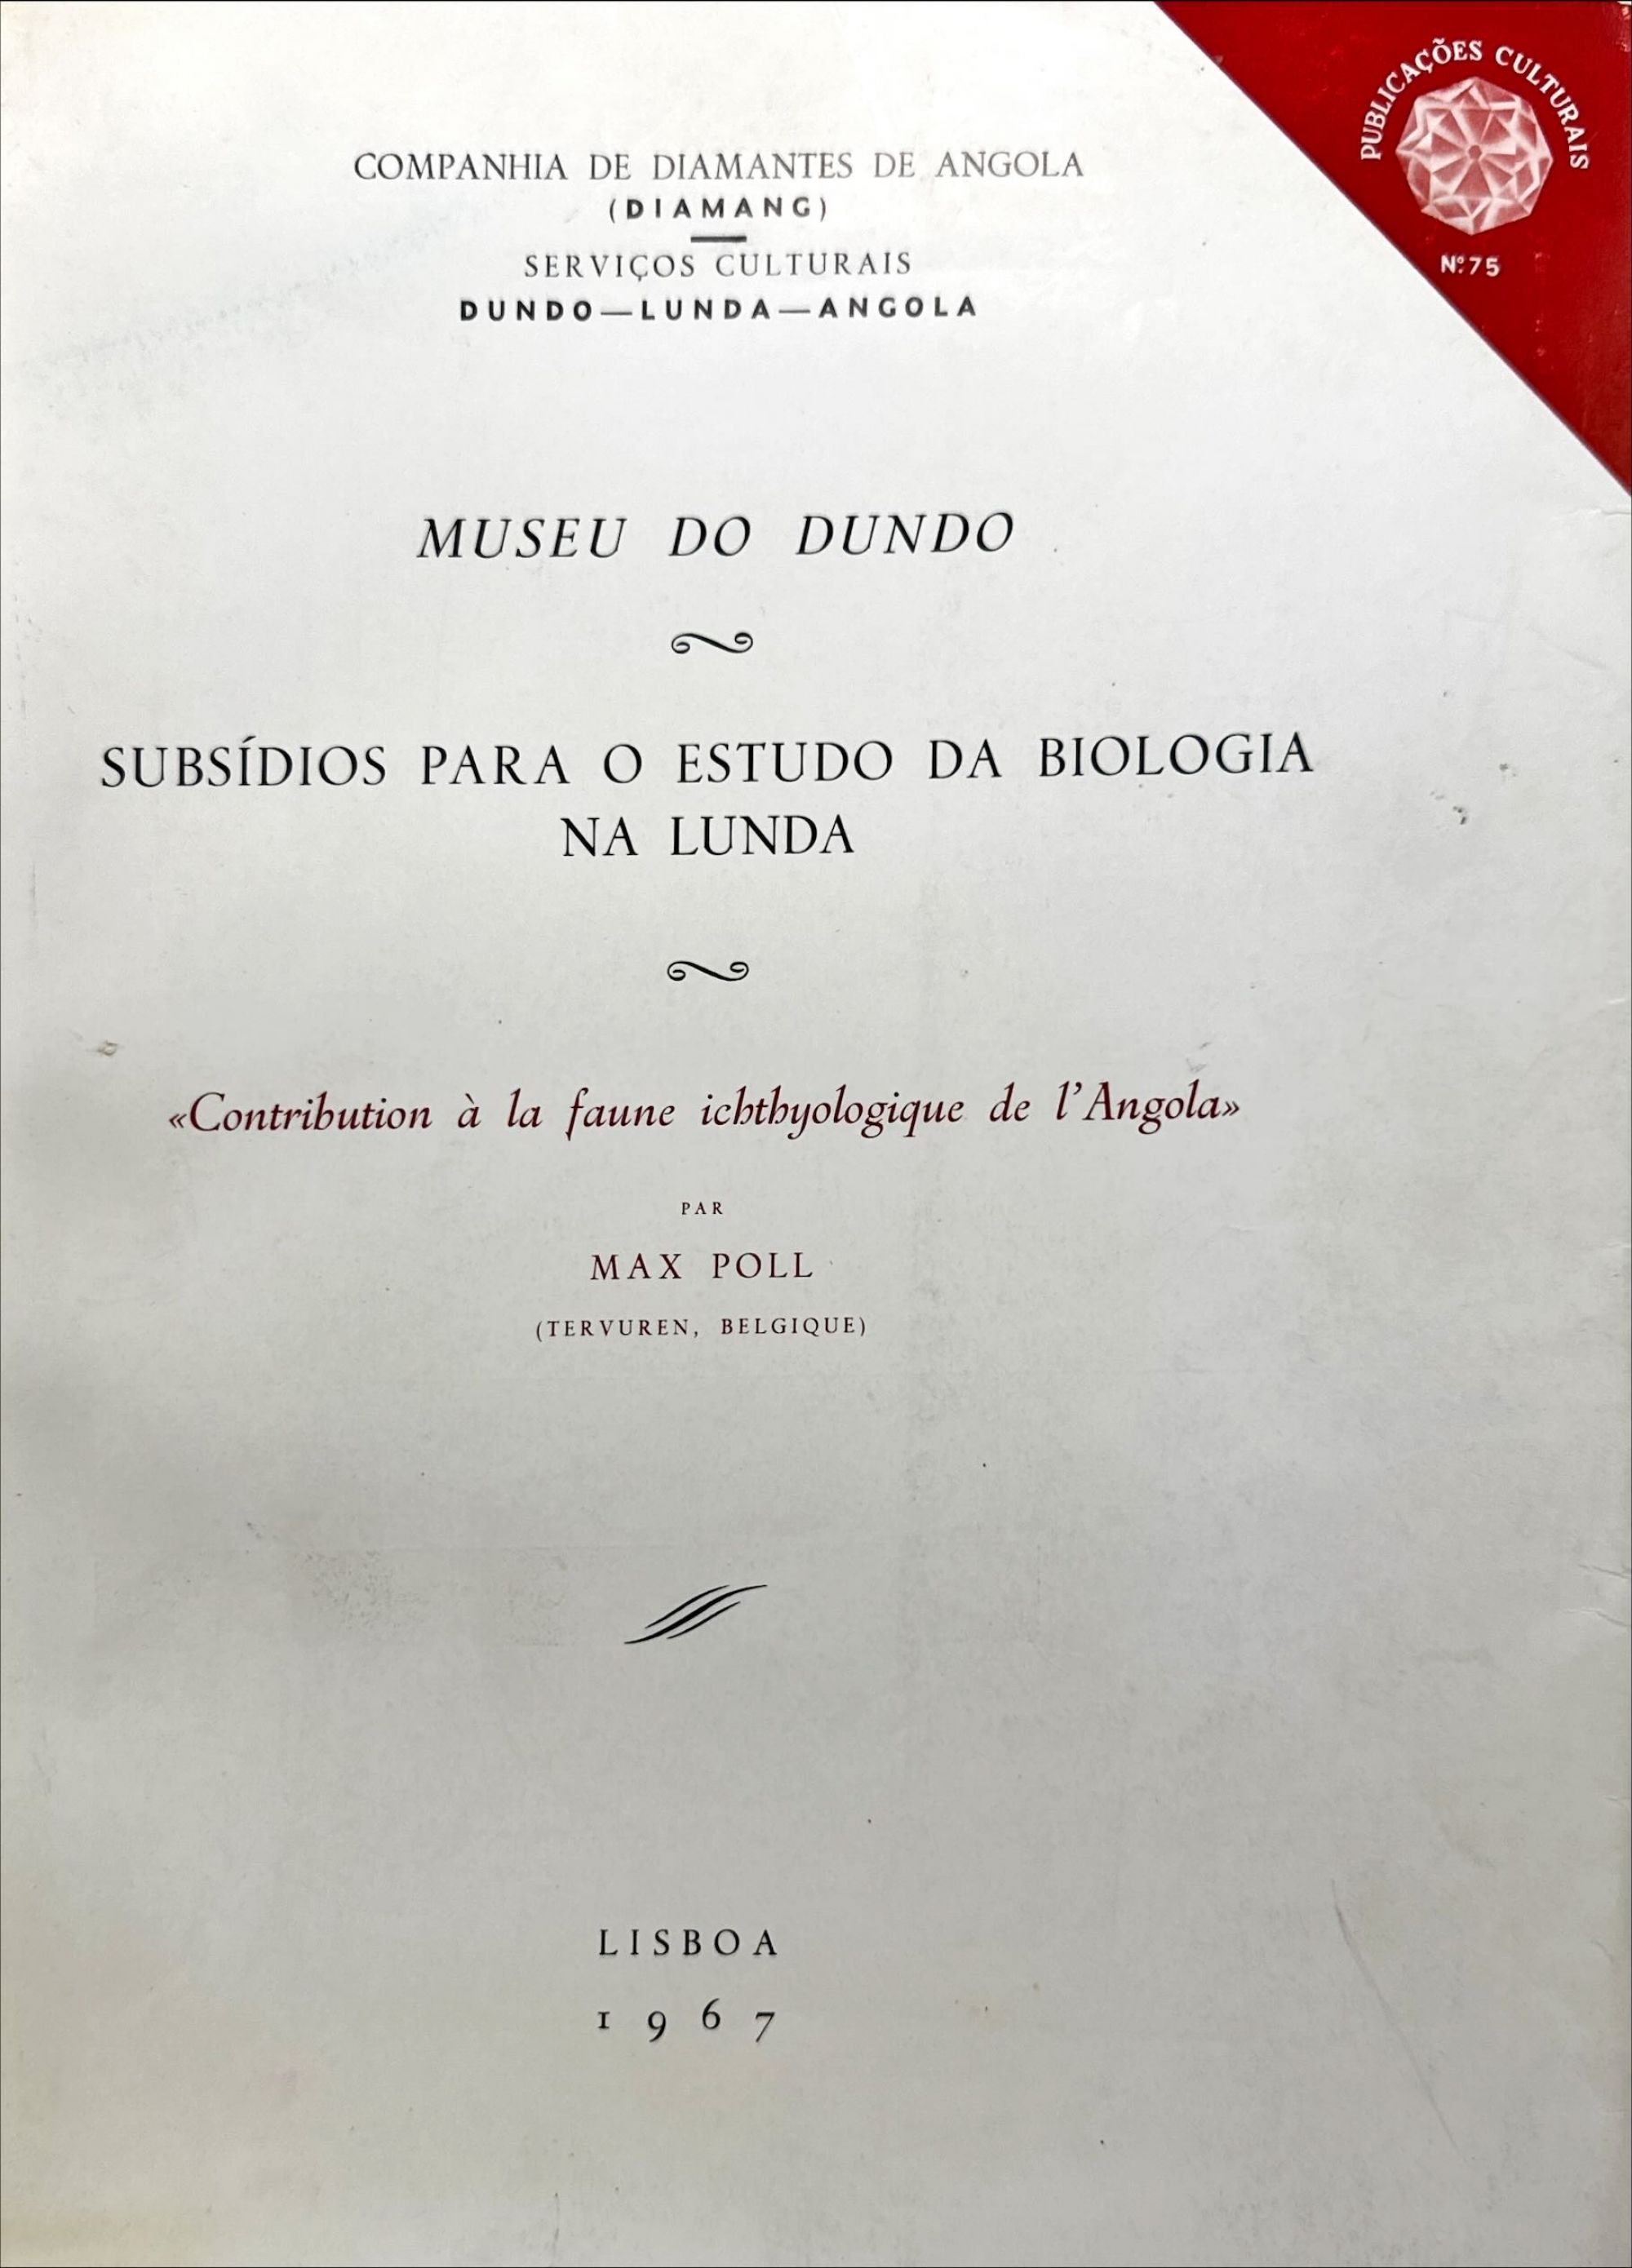 PUBLICAÇÕES CULTURAIS
Nº 75
COMPANHIA DE DIAMANTES DE ANGOLA
(DIAMANG)
SERVIÇOS CULTURAIS
DUNDO—LUNDA—ANGOLA
MUSEU DO DUNDO
SUBSÍDIOS PARA O ESTUDO DA BIOLOGIA
NA LUNDA
«Contribution à la faune ichthyologique de l'Angola»
PAR
MAX POLL
(TERVUREN, BELGIQUE)
LISBOA
1967